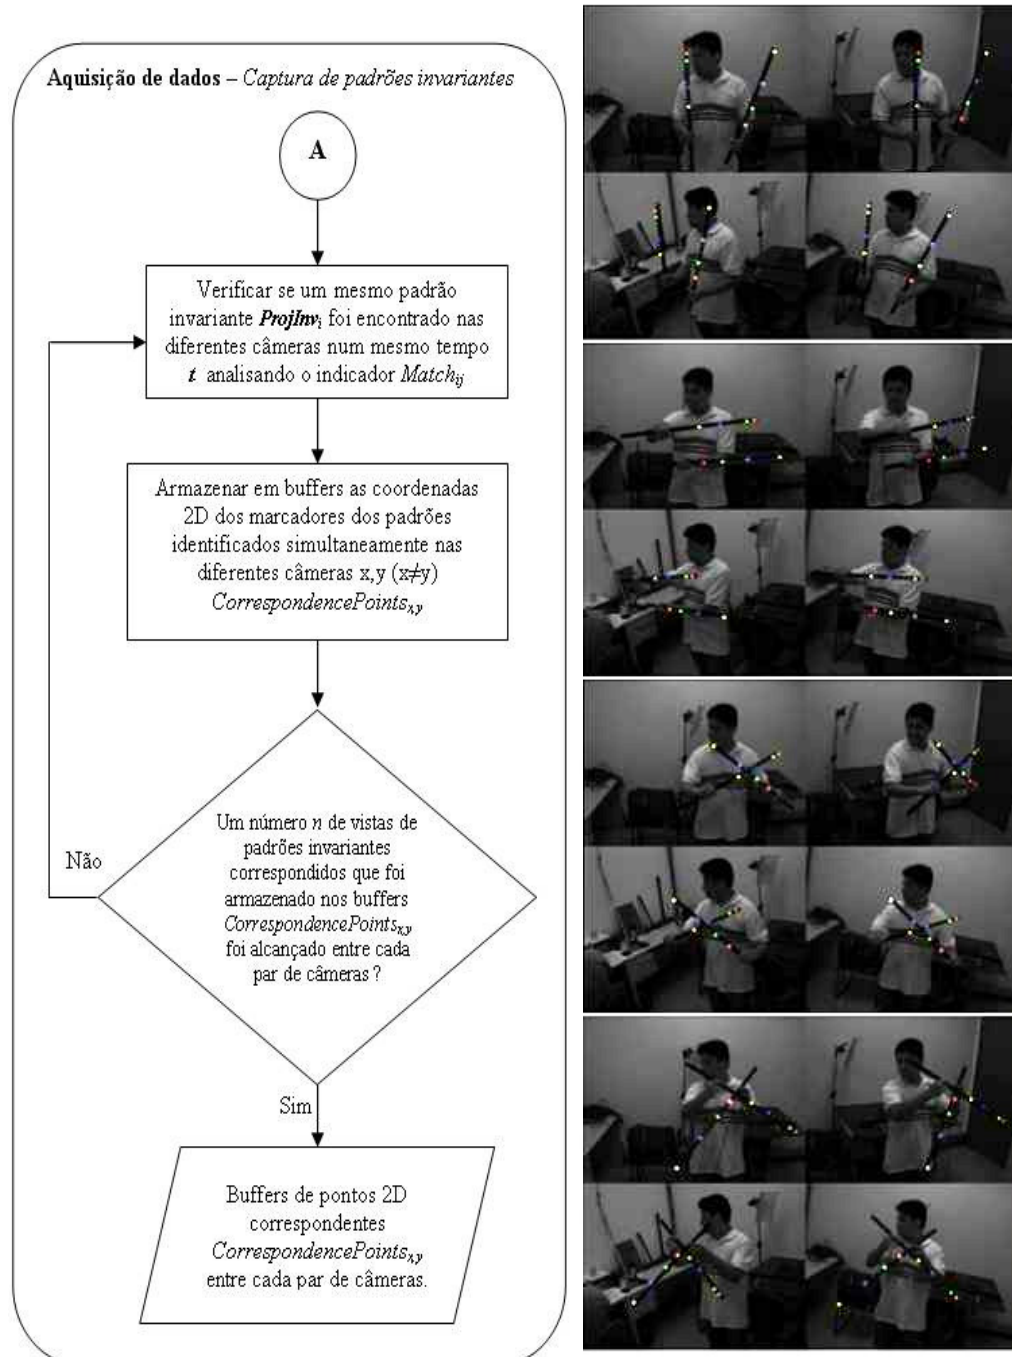 Aquisição de dados – Captura de padrões invariantes
A
Verificar se um mesmo padrão
invariante ProjInvi foi encontrado nas
diferentes câmeras num mesmo tempo
t analisando o indicador Matchij
Armazenar em buffers as coordenadas
2D dos marcadores dos padrões
identificados simultaneamente nas
diferentes câmeras x,y (x≠y)
CorrespondencePointsx,y
Um número n de vistas de
padrões invariantes
correspondidos que foi
armazenado nos buffers
CorrespondencePointsx,y
foi alcançado entre cada
par de câmeras ?
Não
Sim
Buffers de pontos 2D
correspondentes
CorrespondencePointsx,y
entre cada par de câmeras.